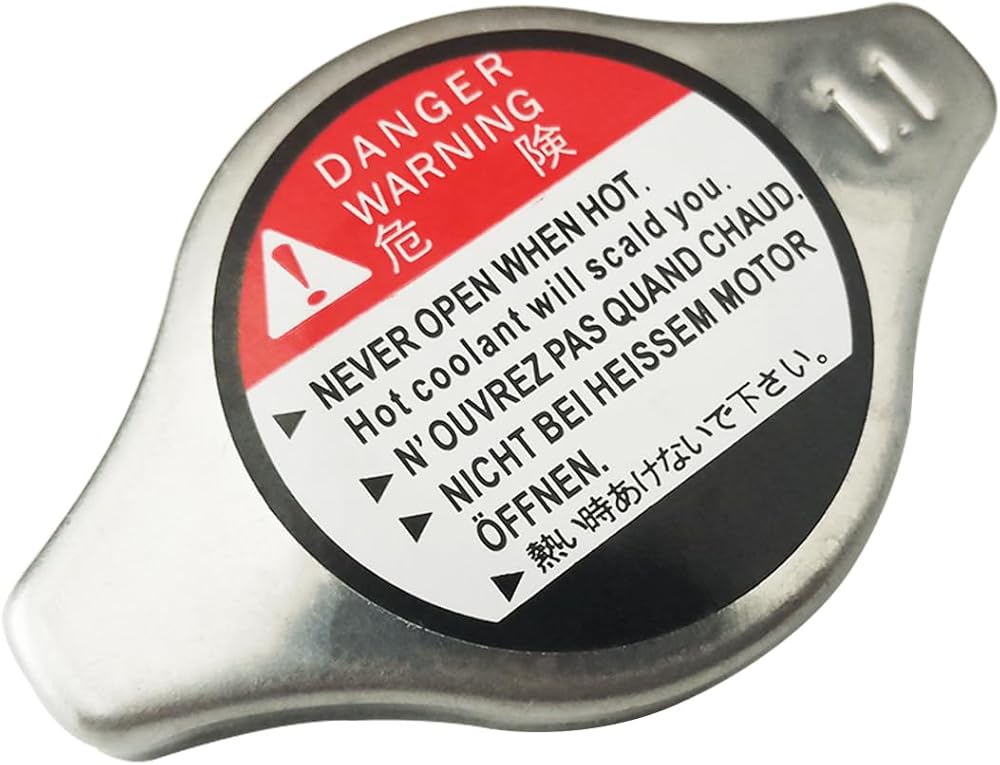 1.1
DANGER
WARNING
危 険
NEVER OPEN WHEN HOT.
Hot coolant will scald you.
N' OUVREZ PAS QUAND CHAUD.
NICHT BEI HEISSEM MOTOR
ÖFFNEN.
熱い時あけないで下さい。